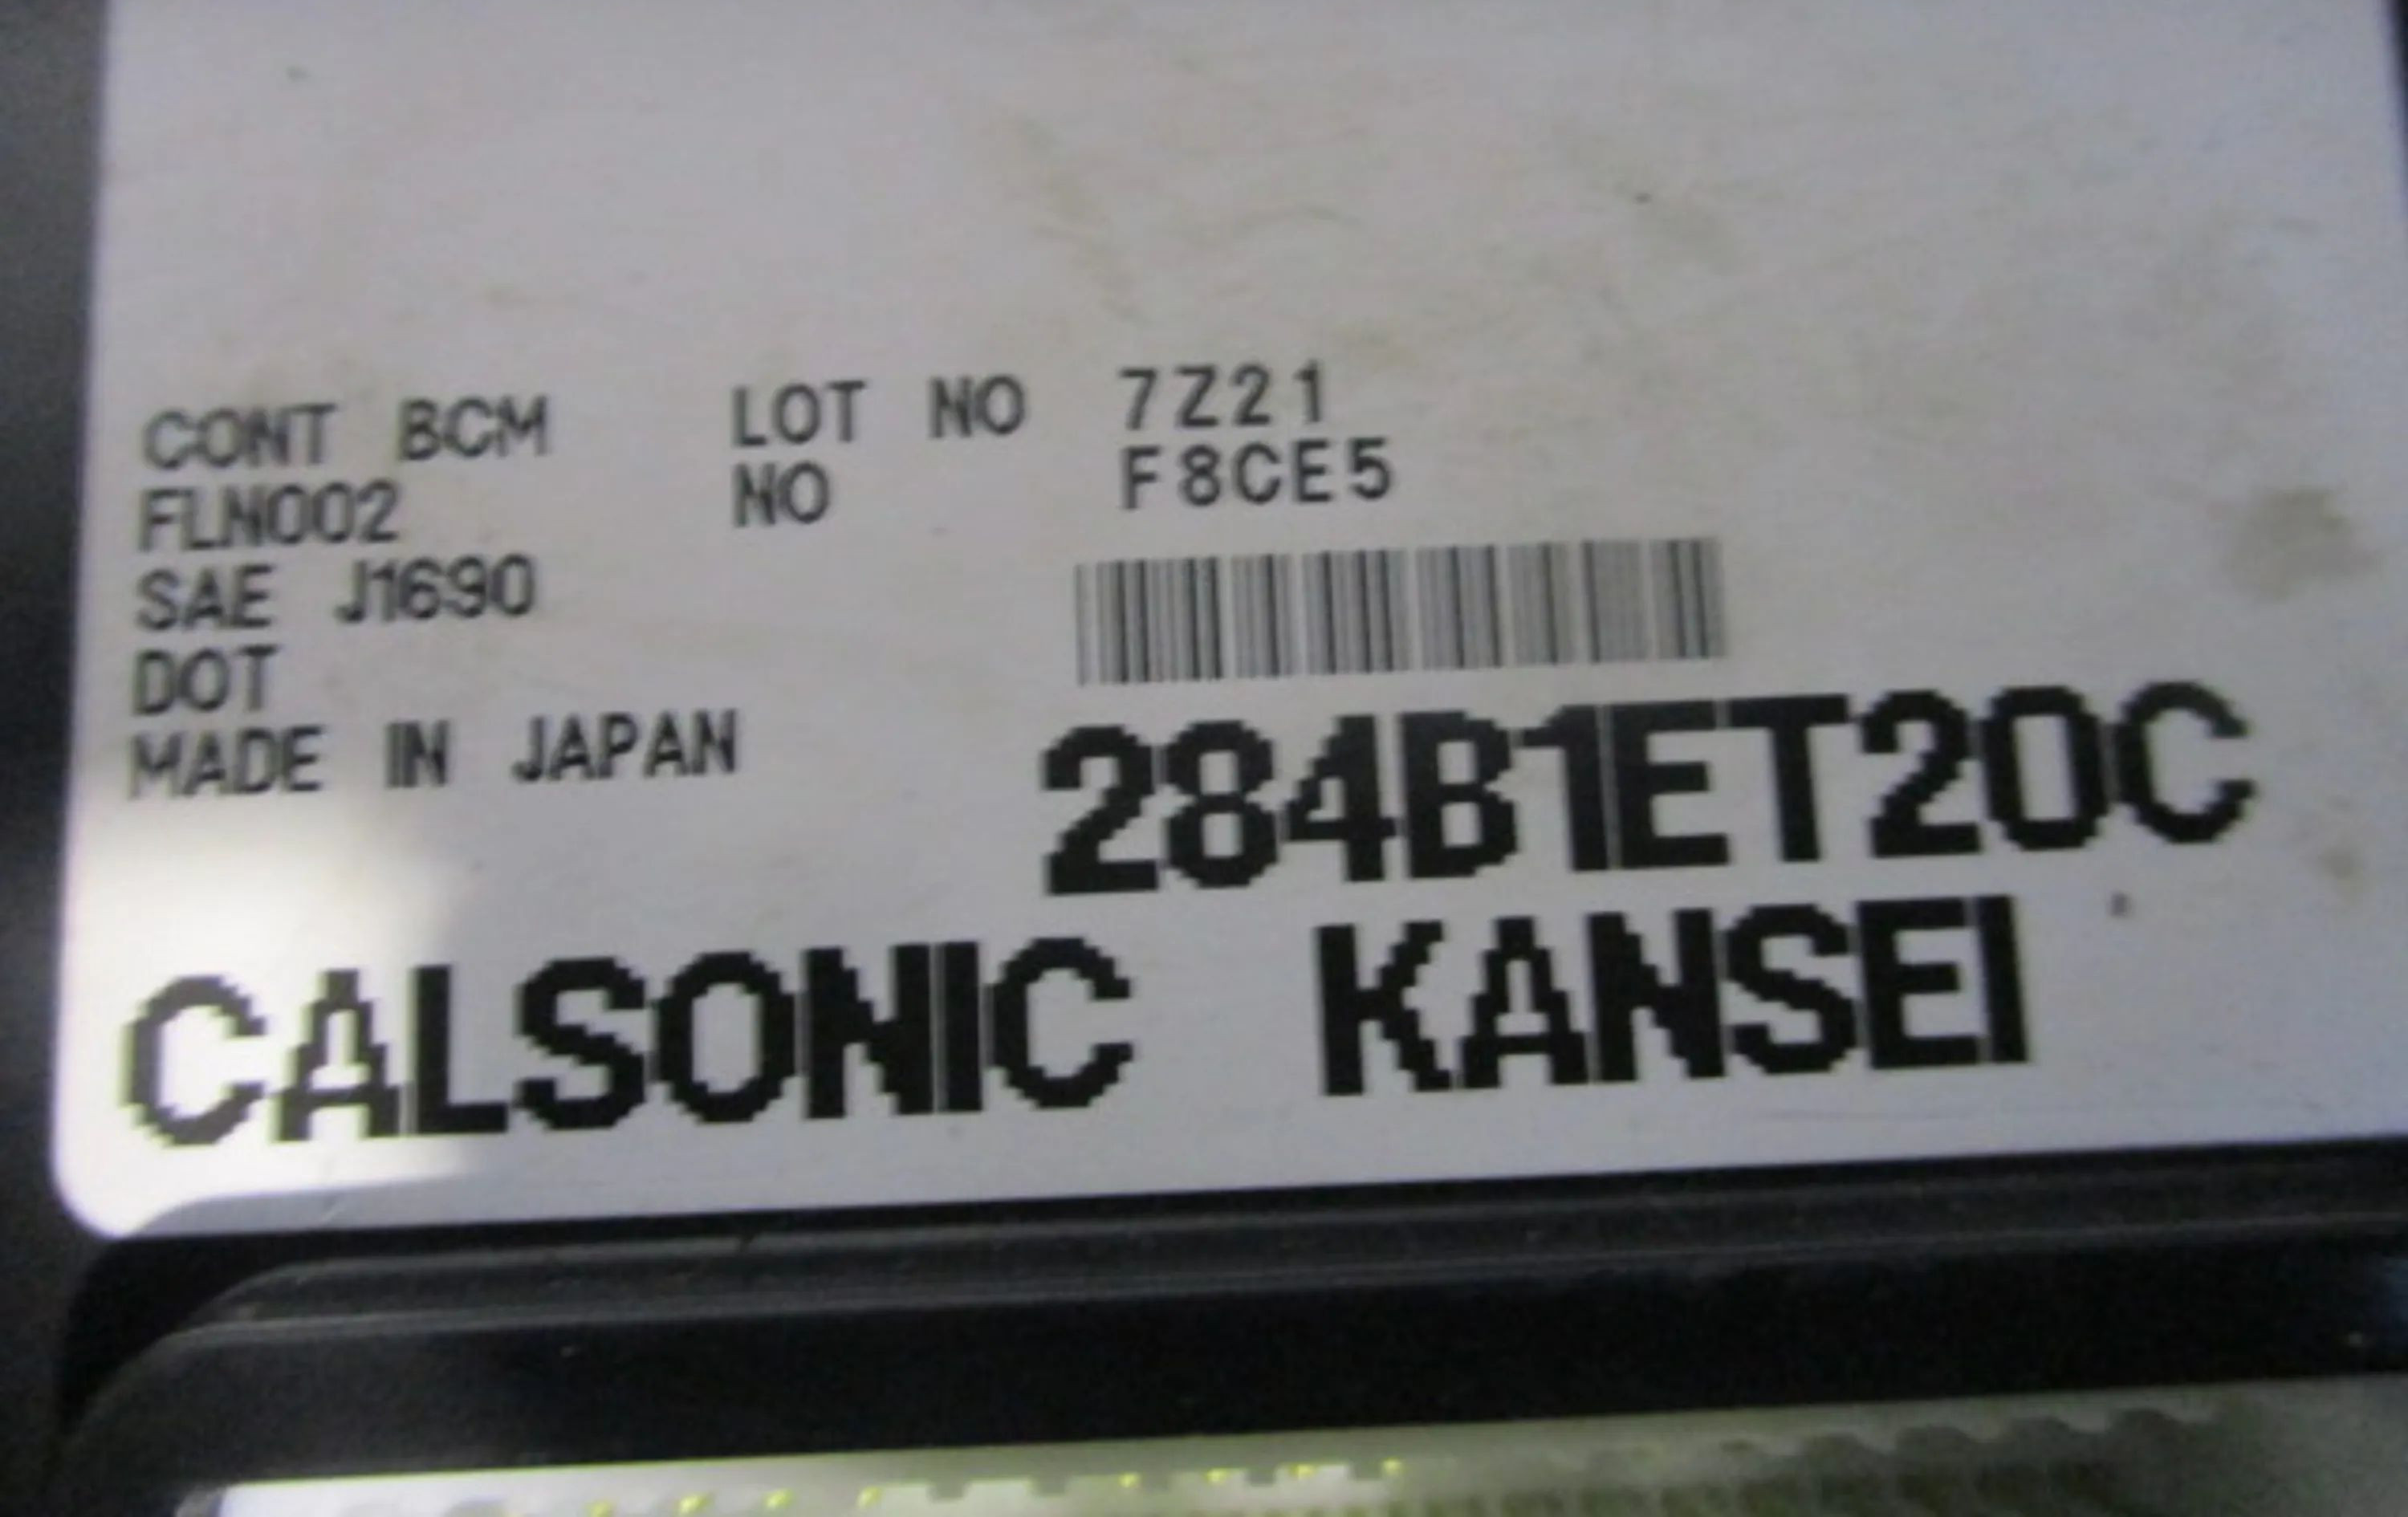 CONT BCM LOT NO 7Z21
FLN002 NO F8CE5
SAE J1690
DOT
MADE IN JAPAN
284B1ET20C
CALSONIC KANSEI